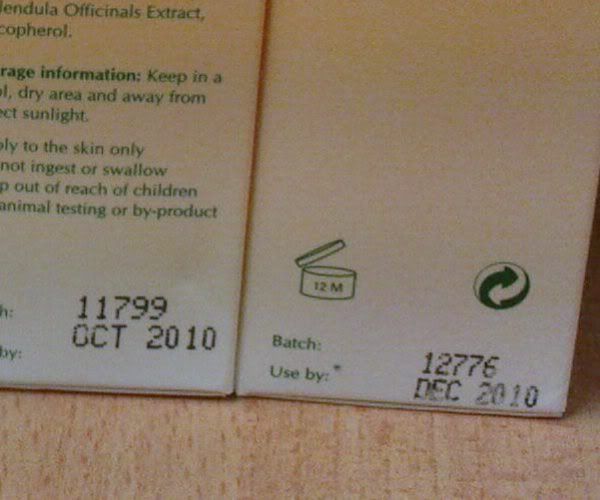 lendula Officinals Extract,
copherol.
rage information: Keep in a
ol, dry area and away from
ect sunlight.
ply to the skin only
not ingest or swallow
p out of reach of children
animal testing or by-product
h: 11799
by: OCT 2010
12 M
Batch: 12776
Use by:* DEC 2010